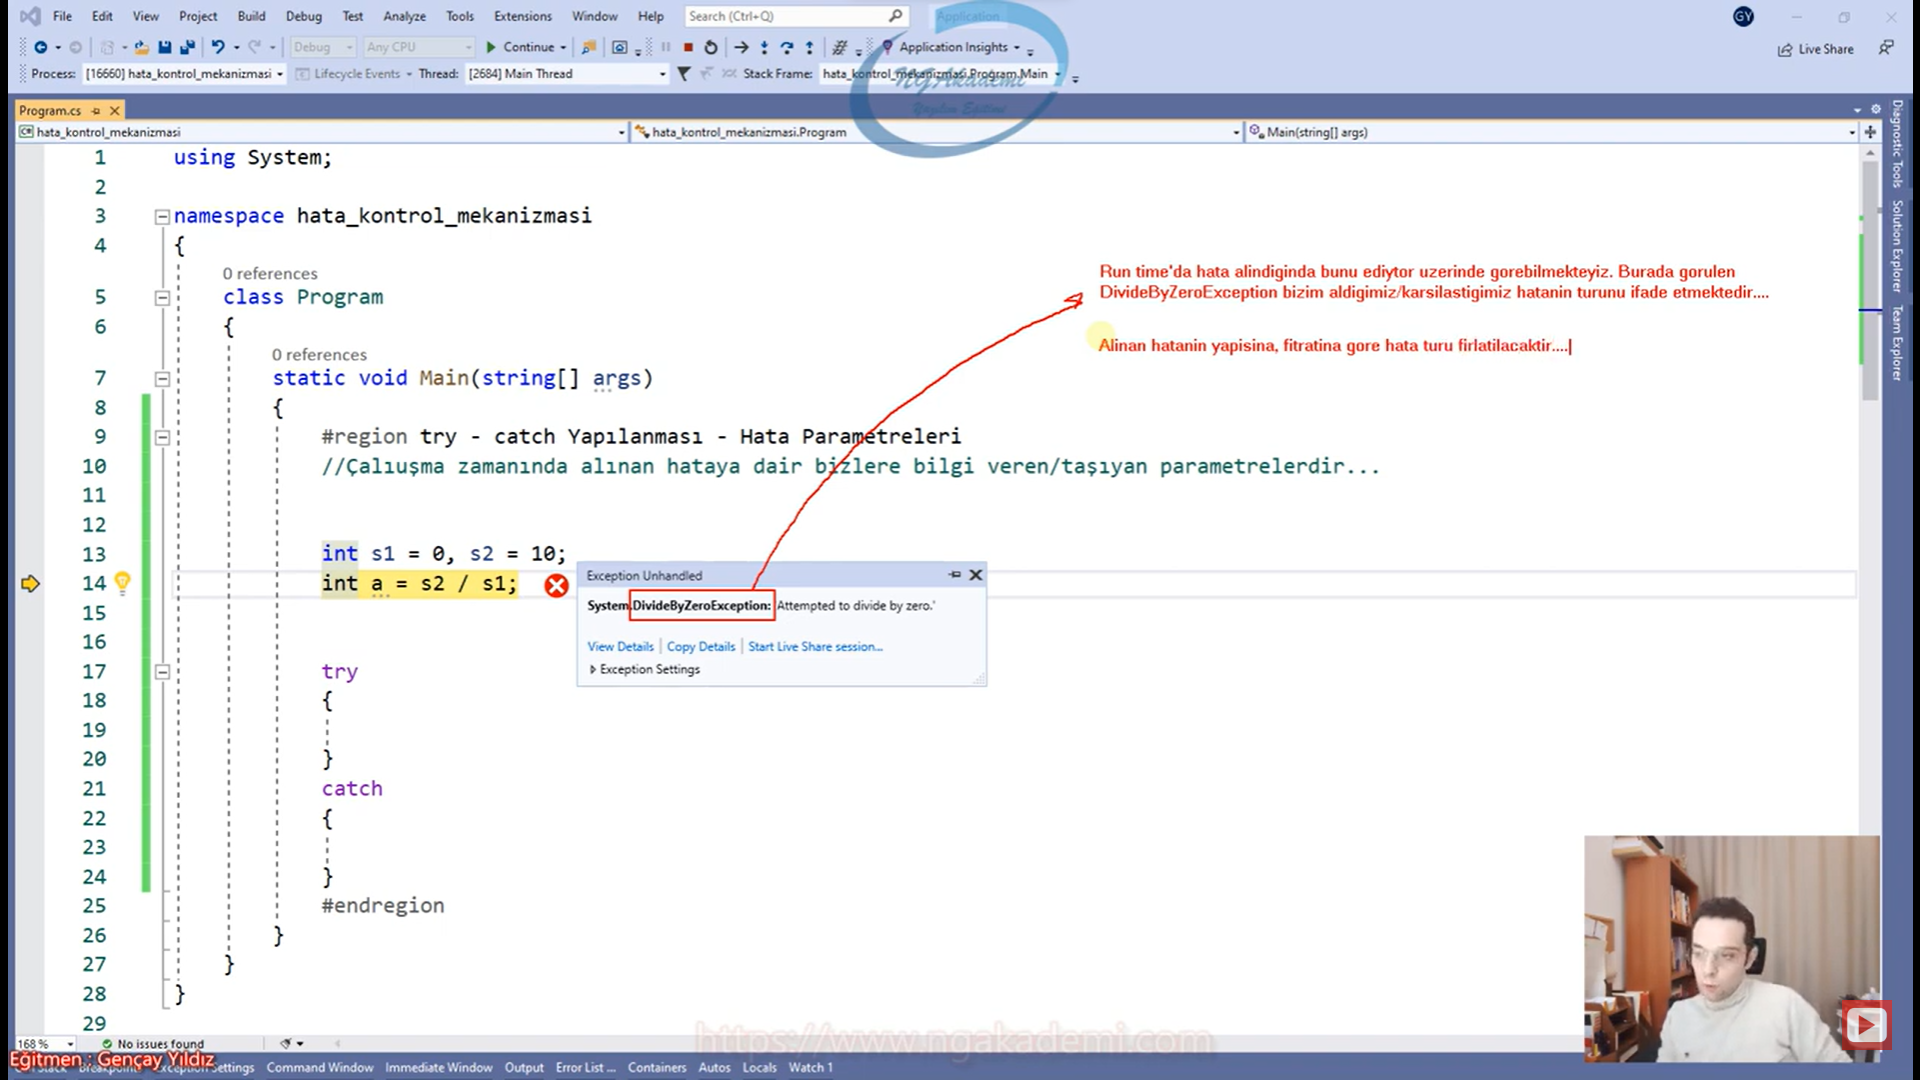 File Edit View Project Build Debug Test Analyze Tools Extensions Window Help Search (Ctrl+Q) Application GY
Debug Any CPU Continue Application Insights Live Share
Process: [16660] hata_kontrol_mekanizması Lifecycle Events Thread: [2684] Main Thread Stack Frame: hata_kontrol_mekanizmasi.Program.Main
NGAkademi
Yazılım Eğitimi
Program.cs
hata_kontrol_mekanizmasi hata_kontrol_mekanizmasi.Program Main(string[] args)
1 using System;
2
3 namespace hata_kontrol_mekanizmasi
4 {
0 references
5 class Program
6 {
0 references
7 static void Main(string[] args)
8 {
9 #region try - catch Yapılanması - Hata Parametreleri
10 //Çalıuşma zamanında alınan hataya dair bizlere bilgi veren/taşıyan parametrelerdir...
11
12
13 int s1 = 0, s2 = 10;
14 int a = s2 / s1;
15
16
17 try
18 {
19
20 }
21 catch
22 {
23
24 }
25 #endregion
26 }
27 }
28 }
29
Run time'da hata alindiginda bunu ediytor uzerinde gorebilmekteyiz. Burada gorulen
DivideByZeroException bizim aldigimiz/karsilastigimiz hatanin turunu ifade etmektedir....
Alinan hatanin yapisina, fitratina gore hata turu firlatilacaktir....
Exception Unhandled
System.DivideByZeroException: 'Attempted to divide by zero.'
View Details Copy Details Start Live Share session...
Exception Settings
Diagnostic Tools
Solution Explorer
Team Explorer
https://www.ngakademi.com
168 % No issues found
Eğitmen : Gençay Yıldız
Command Window Immediate Window Output Error List ... Containers Autos Locals Watch 1